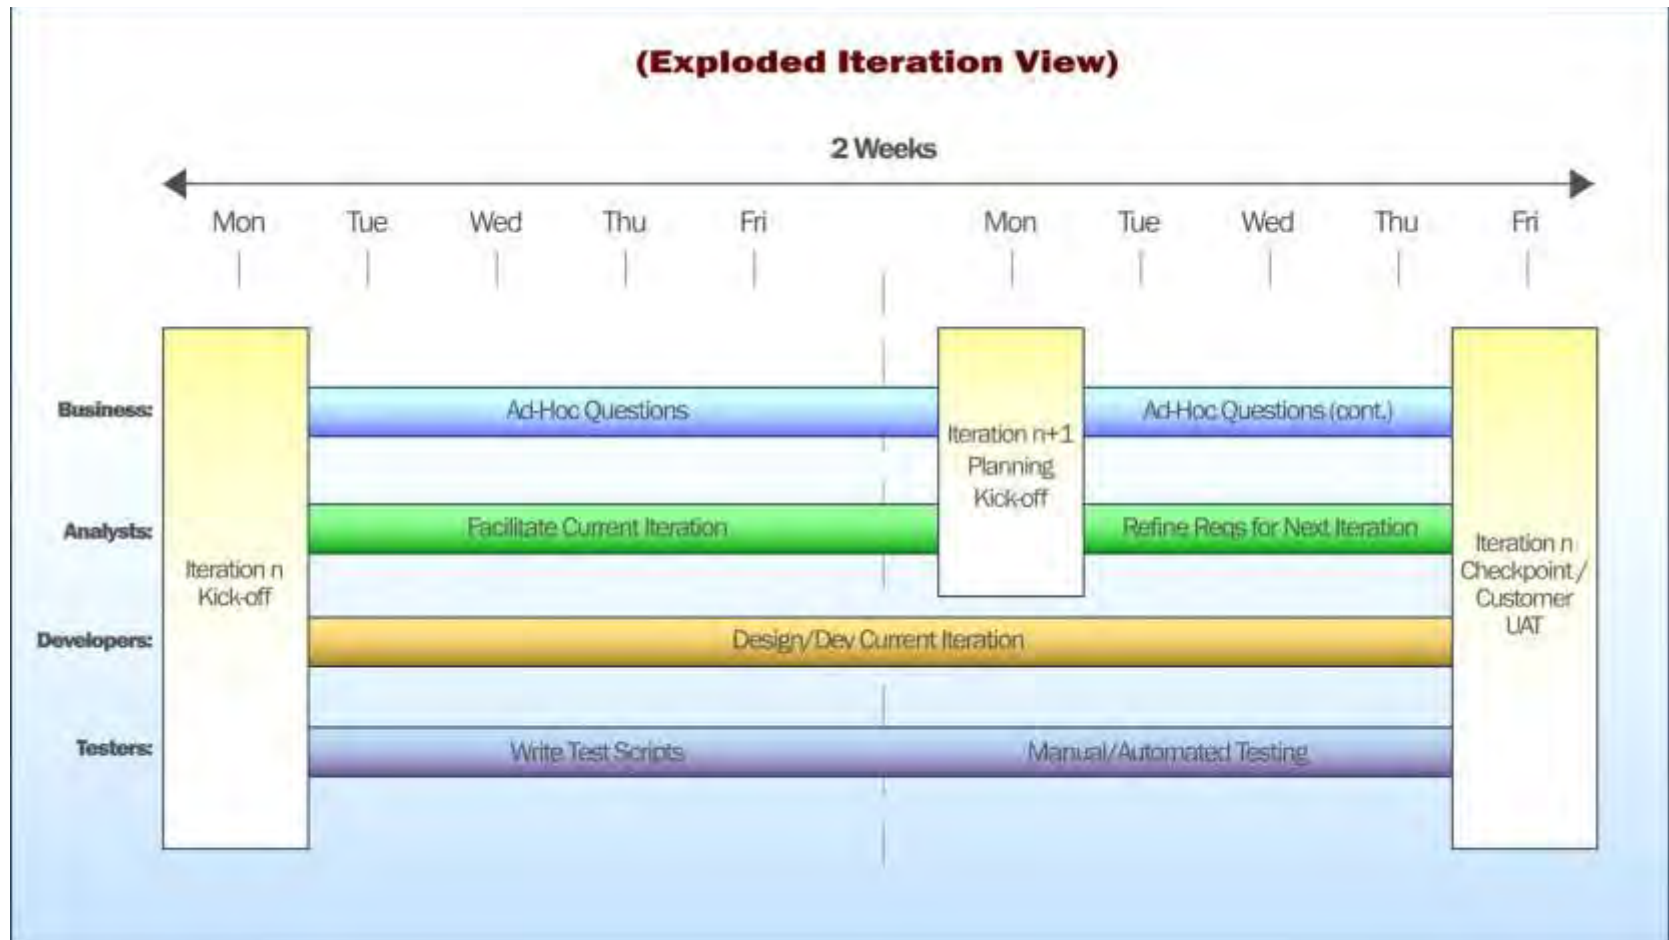 (Exploded Iteration View)
2 Weeks
Mon Tue Wed Thu Fri Mon Tue Wed Thu Fri
Business:
Ad-Hoc Questions
Ad-Hoc Questions (cont.)
Iteration n+1
Planning
Kick-off
Analysts:
Facilitate Current Iteration
Refine Reqs for Next Iteration
Iteration n
Kick-off
Iteration n
Checkpoint/
Customer
UAT
Developers:
Design/Dev Current Iteration
Testers:
Write Test Scripts
Manual/Automated Testing